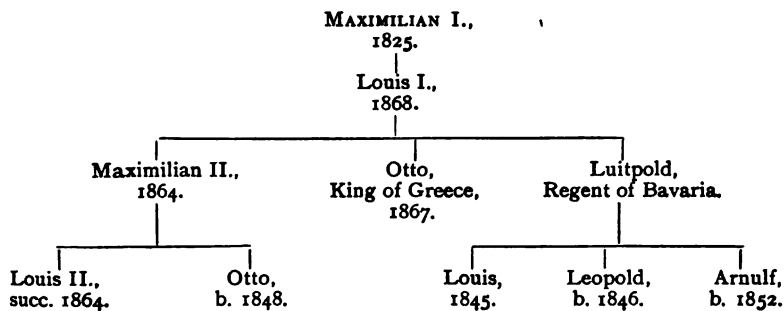 MAXIMILIAN I.,
1825.
Louis I.,
1868.
Maximilian II.,
1864.
Otto,
King of Greece,
1867.
Luitpold,
Regent of Bavaria.
Louis II.,
succ. 1864.
Otto,
b. 1848.
Louis,
1845.
Leopold,
b. 1846.
Arnulf,
b. 1852.